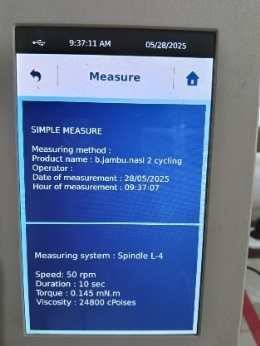 9:37:11 AM 05/28/2025
Measure
SIMPLE MEASURE
Measuring method :
Product name : b.jambu.nasi 2 cycling
Operator :
Date of measurement : 28/05/2025
Hour of measurement : 09:37:07
Measuring system : Spindle L-4
Speed: 50 rpm
Duration : 10 sec
Torque : 0.145 mN.m
Viscosity : 24800 cPoises